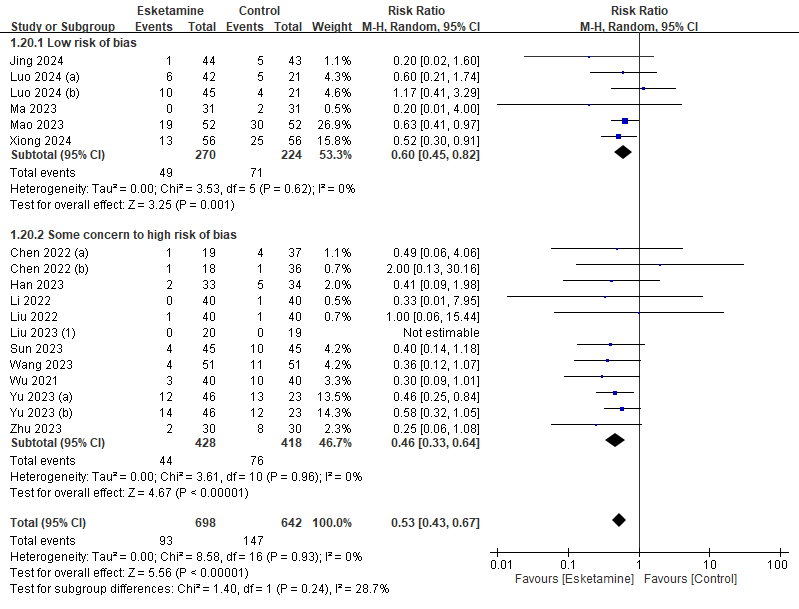 Esketamine Control Risk Ratio Risk Ratio
Study or Subgroup Events Total Events Total Weight M-H, Random, 95% CI M-H, Random, 95% CI
1.20.1 Low risk of bias
Jing 2024 1 44 5 43 1.1% 0.20 [0.02, 1.60]
Luo 2024 (a) 6 42 5 21 4.3% 0.60 [0.21, 1.74]
Luo 2024 (b) 10 45 4 21 4.6% 1.17 [0.41, 3.29]
Ma 2023 0 31 2 31 0.5% 0.20 [0.01, 4.00]
Mao 2023 19 52 30 52 26.9% 0.63 [0.41, 0.97]
Xiong 2024 13 56 25 56 15.8% 0.52 [0.30, 0.91]
Subtotal (95% CI) 270 224 53.3% 0.60 [0.45, 0.82]
Total events 49 71
Heterogeneity: Tau² = 0.00; Chi² = 3.53, df = 5 (P = 0.62); I² = 0%
Test for overall effect: Z = 3.25 (P = 0.001)
1.20.2 Some concern to high risk of bias
Chen 2022 (a) 1 19 4 37 1.1% 0.49 [0.06, 4.06]
Chen 2022 (b) 1 18 1 36 0.7% 2.00 [0.13, 30.16]
Han 2023 2 33 5 34 2.0% 0.41 [0.09, 1.98]
Li 2022 0 40 1 40 0.5% 0.33 [0.01, 7.95]
Liu 2022 1 40 1 40 0.7% 1.00 [0.06, 15.44]
Liu 2023 (1) 0 20 0 19 Not estimable
Sun 2023 4 45 10 45 4.2% 0.40 [0.14, 1.18]
Wang 2023 4 51 11 51 4.2% 0.36 [0.12, 1.07]
Wu 2021 3 40 10 40 3.3% 0.30 [0.09, 1.01]
Yu 2023 (a) 12 46 13 23 13.5% 0.46 [0.25, 0.84]
Yu 2023 (b) 14 46 12 23 14.3% 0.58 [0.32, 1.05]
Zhu 2023 2 30 8 30 2.3% 0.25 [0.06, 1.08]
Subtotal (95% CI) 428 418 46.7% 0.46 [0.33, 0.64]
Total events 44 76
Heterogeneity: Tau² = 0.00; Chi² = 3.61, df = 10 (P = 0.96); I² = 0%
Test for overall effect: Z = 4.67 (P < 0.00001)
Total (95% CI) 698 642 100.0% 0.53 [0.43, 0.67]
Total events 93 147
Heterogeneity: Tau² = 0.00; Chi² = 8.58, df = 16 (P = 0.93); I² = 0%
Test for overall effect: Z = 5.56 (P < 0.00001)
Test for subgroup differences: Chi² = 1.40, df = 1 (P = 0.24), I² = 28.7%
0.01 0.1 1 10 100
Favours [Esketamine] Favours [Control]